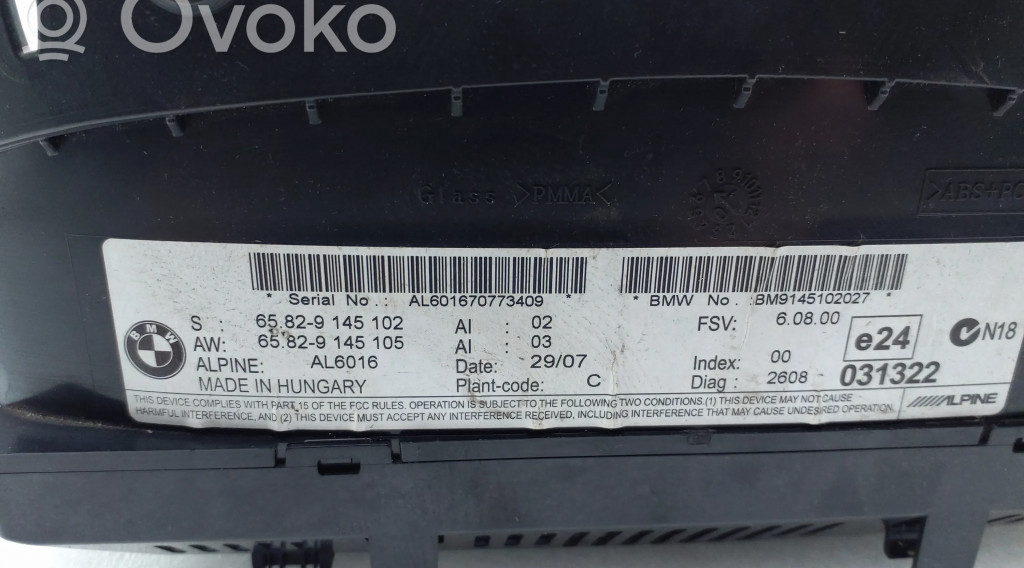 Ovoko
Glass >PMMA<
>ABS+PC
* Serial No.: AL601670773409 *
* BMW No.: BM9145102027 *
BMW
S : 65.82-9 145 102 AI : 02 FSV: 6.08.00
AW: 65.82-9 145 105 AI : 03
ALPINE: AL6016 Date: 29/07 Index: 00
MADE IN HUNGARY Plant-code: C Diag : 2608
e24
031322
N18
ALPINE
THIS DEVICE COMPLIES WITH PART 15 OF THE FCC RULES. OPERATION IS SUBJECT TO THE FOLLOWING TWO CONDITIONS.(1) THIS DEVICE MAY NOT CAUSE
HARMFUL INTERFERENCE, AND (2) THIS DEVICE MUST ACCEPT ANY INTERFERENCE RECEIVED, INCLUDING INTERFERENCE THAT MAY CAUSE UNDESIRED OPERATION.